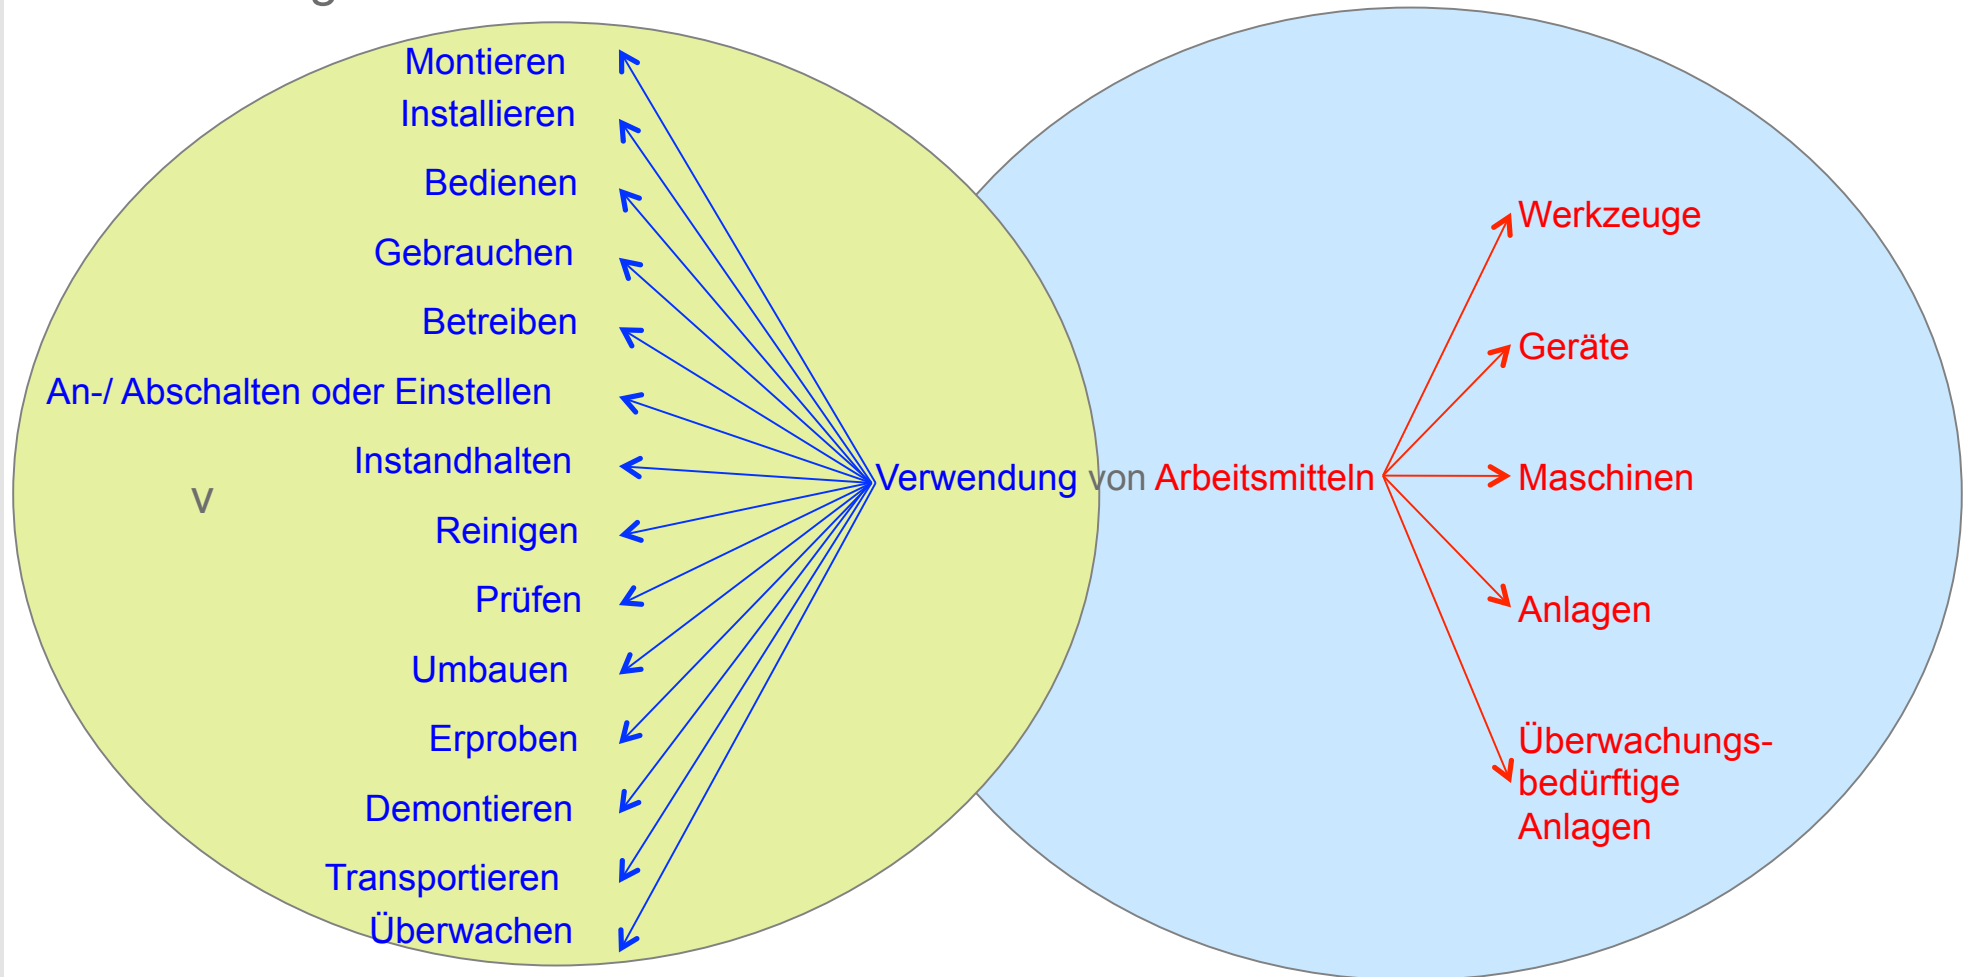 Montieren
Installieren
Bedienen
Gebrauchen
Betreiben
An-/ Abschalten oder Einstellen
Instandhalten
v
Reinigen
Prüfen
Umbauen
Erproben
Demontieren
Transportieren
Überwachen
Verwendung von Arbeitsmitteln
Werkzeuge
Geräte
Maschinen
Anlagen
Überwachungs-
bedürftige
Anlagen